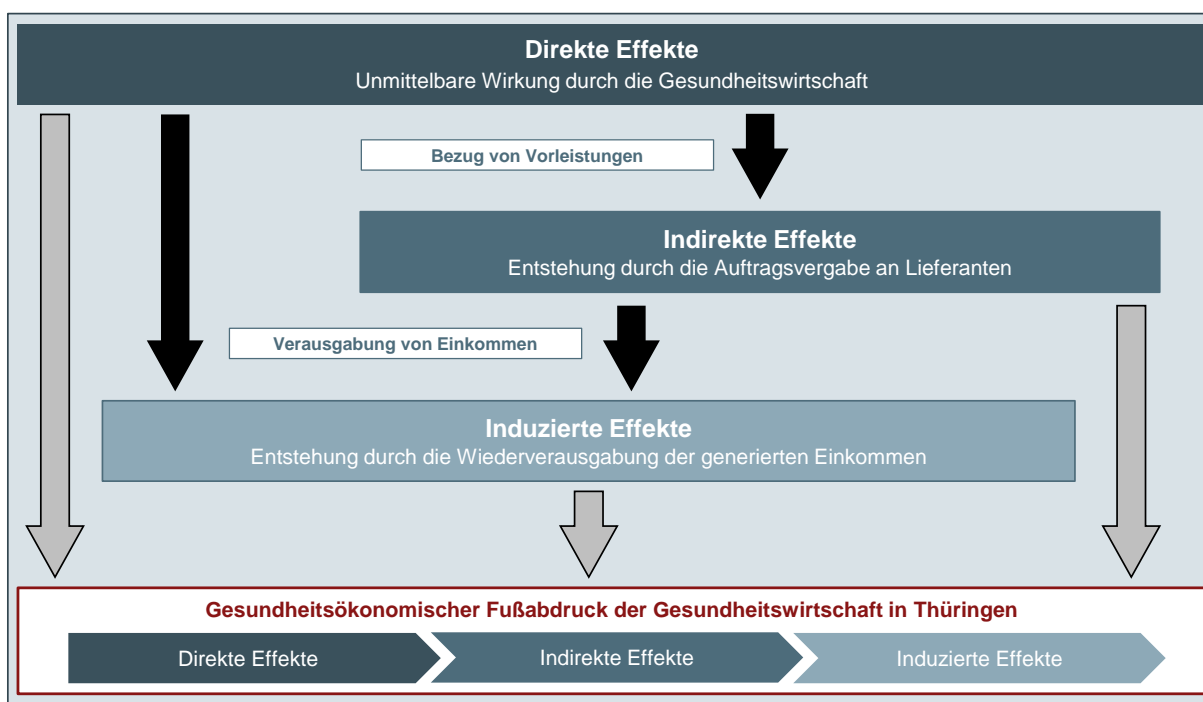 Direkte Effekte
Unmittelbare Wirkung durch die Gesundheitswirtschaft
Bezug von Vorleistungen
Indirekte Effekte
Entstehung durch die Auftragsvergabe an Lieferanten
Verausgabung von Einkommen
Induzierte Effekte
Entstehung durch die Wiederverausgabung der generierten Einkommen
Gesundheitsökonomischer Fußabdruck der Gesundheitswirtschaft in Thüringen
Direkte Effekte
Indirekte Effekte
Induzierte Effekte